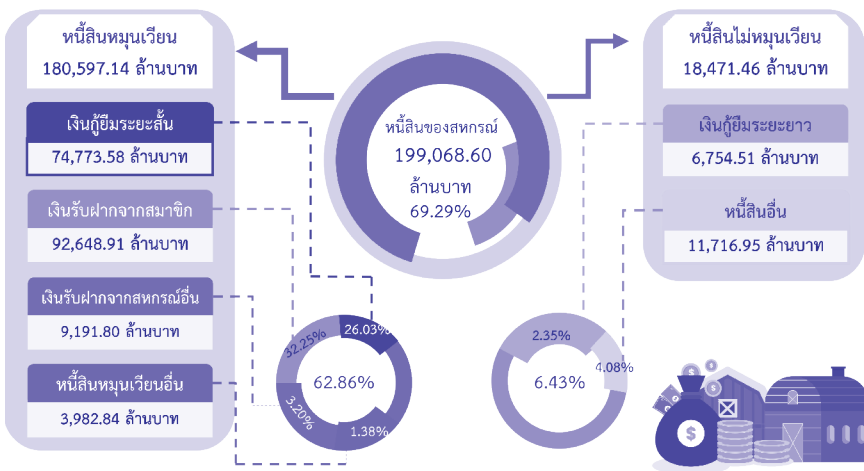 หนี้สินหมุนเวียน
180,597.14 ล้านบาท
เงินกู้ยืมระยะสั้น
74,773.58 ล้านบาท
เงินรับฝากจากสมาชิก
92,648.91 ล้านบาท
เงินรับฝากจากสหกรณ์อื่น
9,191.80 ล้านบาท
หนี้สินหมุนเวียนอื่น
3,982.84 ล้านบาท
หนี้สินของสหกรณ์
199,068.60
ล้านบาท
69.29%
26.03%
32.25%
62.86%
3.20%
1.38%
หนี้สินไม่หมุนเวียน
18,471.46 ล้านบาท
เงินกู้ยืมระยะยาว
6,754.51 ล้านบาท
หนี้สินอื่น
11,716.95 ล้านบาท
2.35%
4.08%
6.43%
$
$
$
$